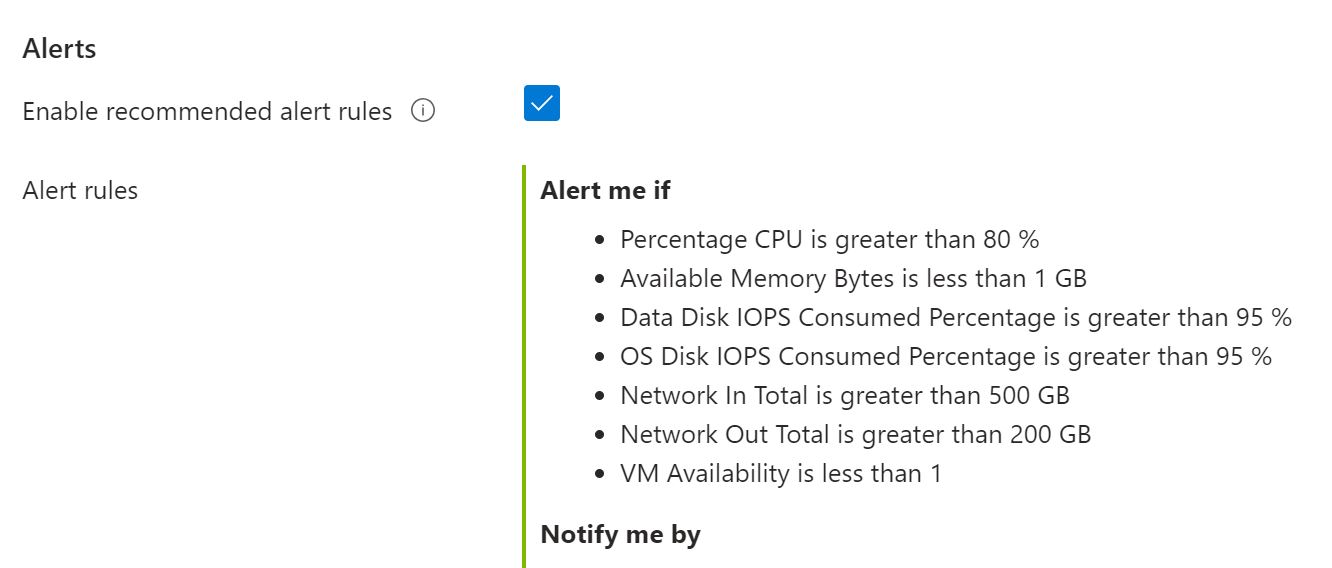 Alerts
Enable recommended alert rules
Alert rules
Alert me if
• Percentage CPU is greater than 80 %
• Available Memory Bytes is less than 1 GB
• Data Disk IOPS Consumed Percentage is greater than 95 %
• OS Disk IOPS Consumed Percentage is greater than 95 %
• Network In Total is greater than 500 GB
• Network Out Total is greater than 200 GB
• VM Availability is less than 1
Notify me by